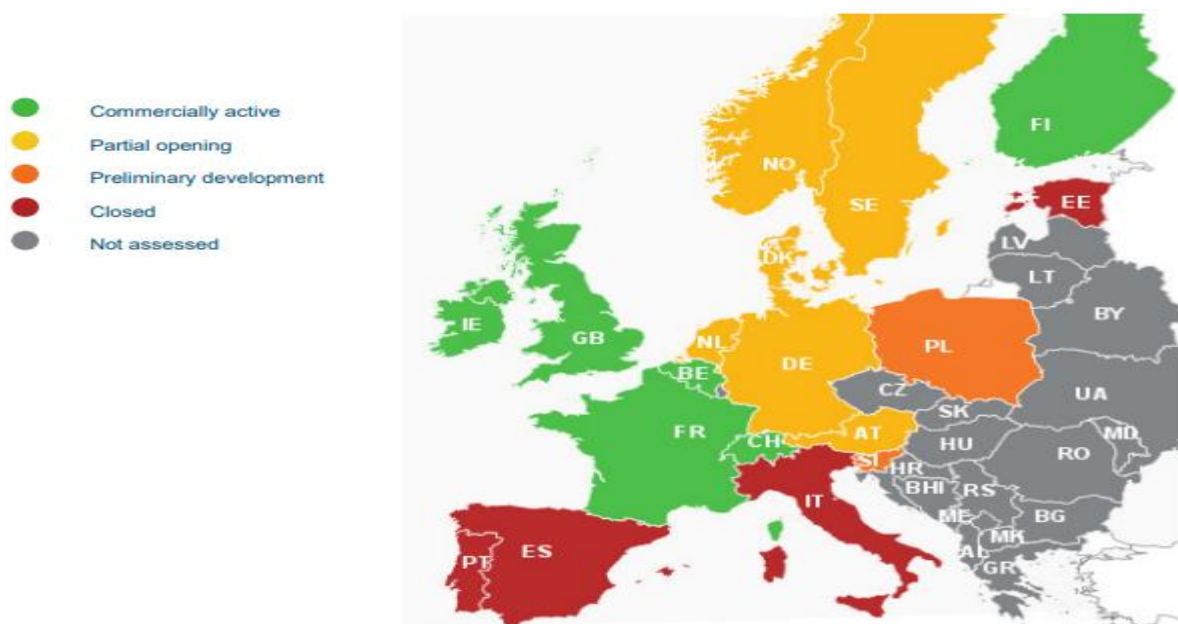 Commercially active
Partial opening
Preliminary development
Closed
Not assessed
FI
NO
SE
EE
LV
DK
LT
BY
IE
GB
NL
PL
DE
BE
CZ
UA
SK
FR
CH
AT
HU
MD
RO
SI
HR
BHI
RS
IT
ME
BG
MK
AL
ES
PT
GR